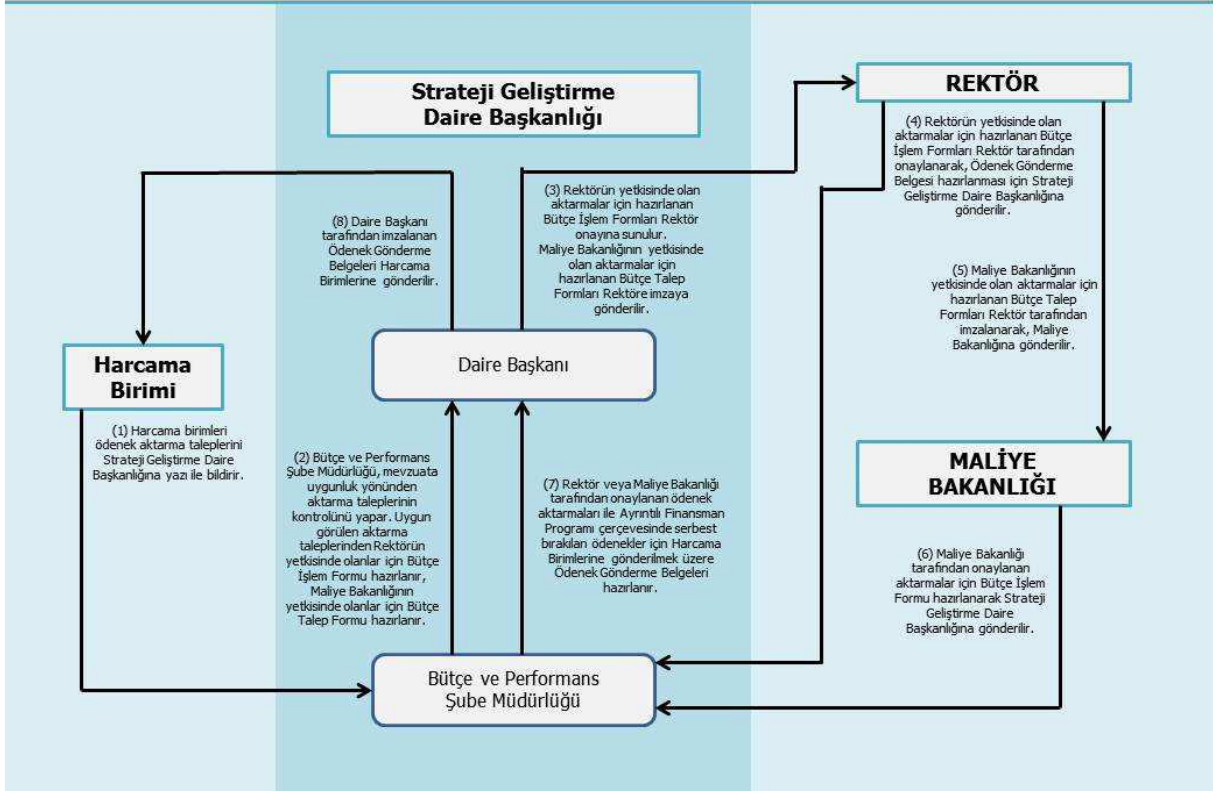 Strateji Geliştirme
Daire Başkanlığı
REKTÖR
(4) Rektörün yetkisinde olan
aktarmalar için hazırlanan Bütçe
İşlem Formları Rektör tarafından
onaylanarak, Ödenek Gönderme
Belgesi hazırlanması için Strateji
Geliştirme Daire Başkanlığına
gönderilir.
(3) Rektörün yetkisinde olan
aktarmalar için hazırlanan
Bütçe İşlem Formları Rektör
onayına sunulur.
Maliye Bakanlığının yetkisinde
olan aktarmalar için
hazırlanan Bütçe Talep
Formları Rektöre imzaya
gönderilir.
(8) Daire Başkanı
tarafından imzalanan
Ödenek Gönderme
Belgeleri Harcama
Birimlerine gönderilir.
(5) Maliye Bakanlığının
yetkisinde olan aktarmalar için
hazırlanan Bütçe Talep
Formları Rektör tarafından
imzalanarak, Maliye
Bakanlığına gönderilir.
Harcama
Birimi
Daire Başkanı
(1) Harcama birimleri
ödenek aktarma taleplerini
Strateji Geliştirme Daire
Başkanlığına yazı ile bildirir.
(2) Bütçe ve Performans
Şube Müdürlüğü, mevzuata
uygunluk yönünden
aktarma taleplerinin
kontrolünü yapar. Uygun
görülen aktarma
taleplerinden Rektörün
yetkisinde olanlar için Bütçe
İşlem Formu hazırlanır,
Maliye Bakanlığının
yetkisinde olanlar için Bütçe
Talep Formu hazırlanır.
(7) Rektör veya Maliye Bakanlığı
tarafından onaylanan ödenek
aktarmaları ile Ayrıntılı Finansman
Programı çerçevesinde serbest
bırakılan ödenekler için Harcama
Birimlerine gönderilmek üzere
Ödenek Gönderme Belgeleri
hazırlanır.
MALİYE
BAKANLIĞI
(6) Maliye Bakanlığı
tarafından onaylanan
aktarmalar için Bütçe İşlem
Formu hazırlanarak Strateji
Geliştirme Daire
Başkanlığına gönderilir.
Bütçe ve Performans
Şube Müdürlüğü